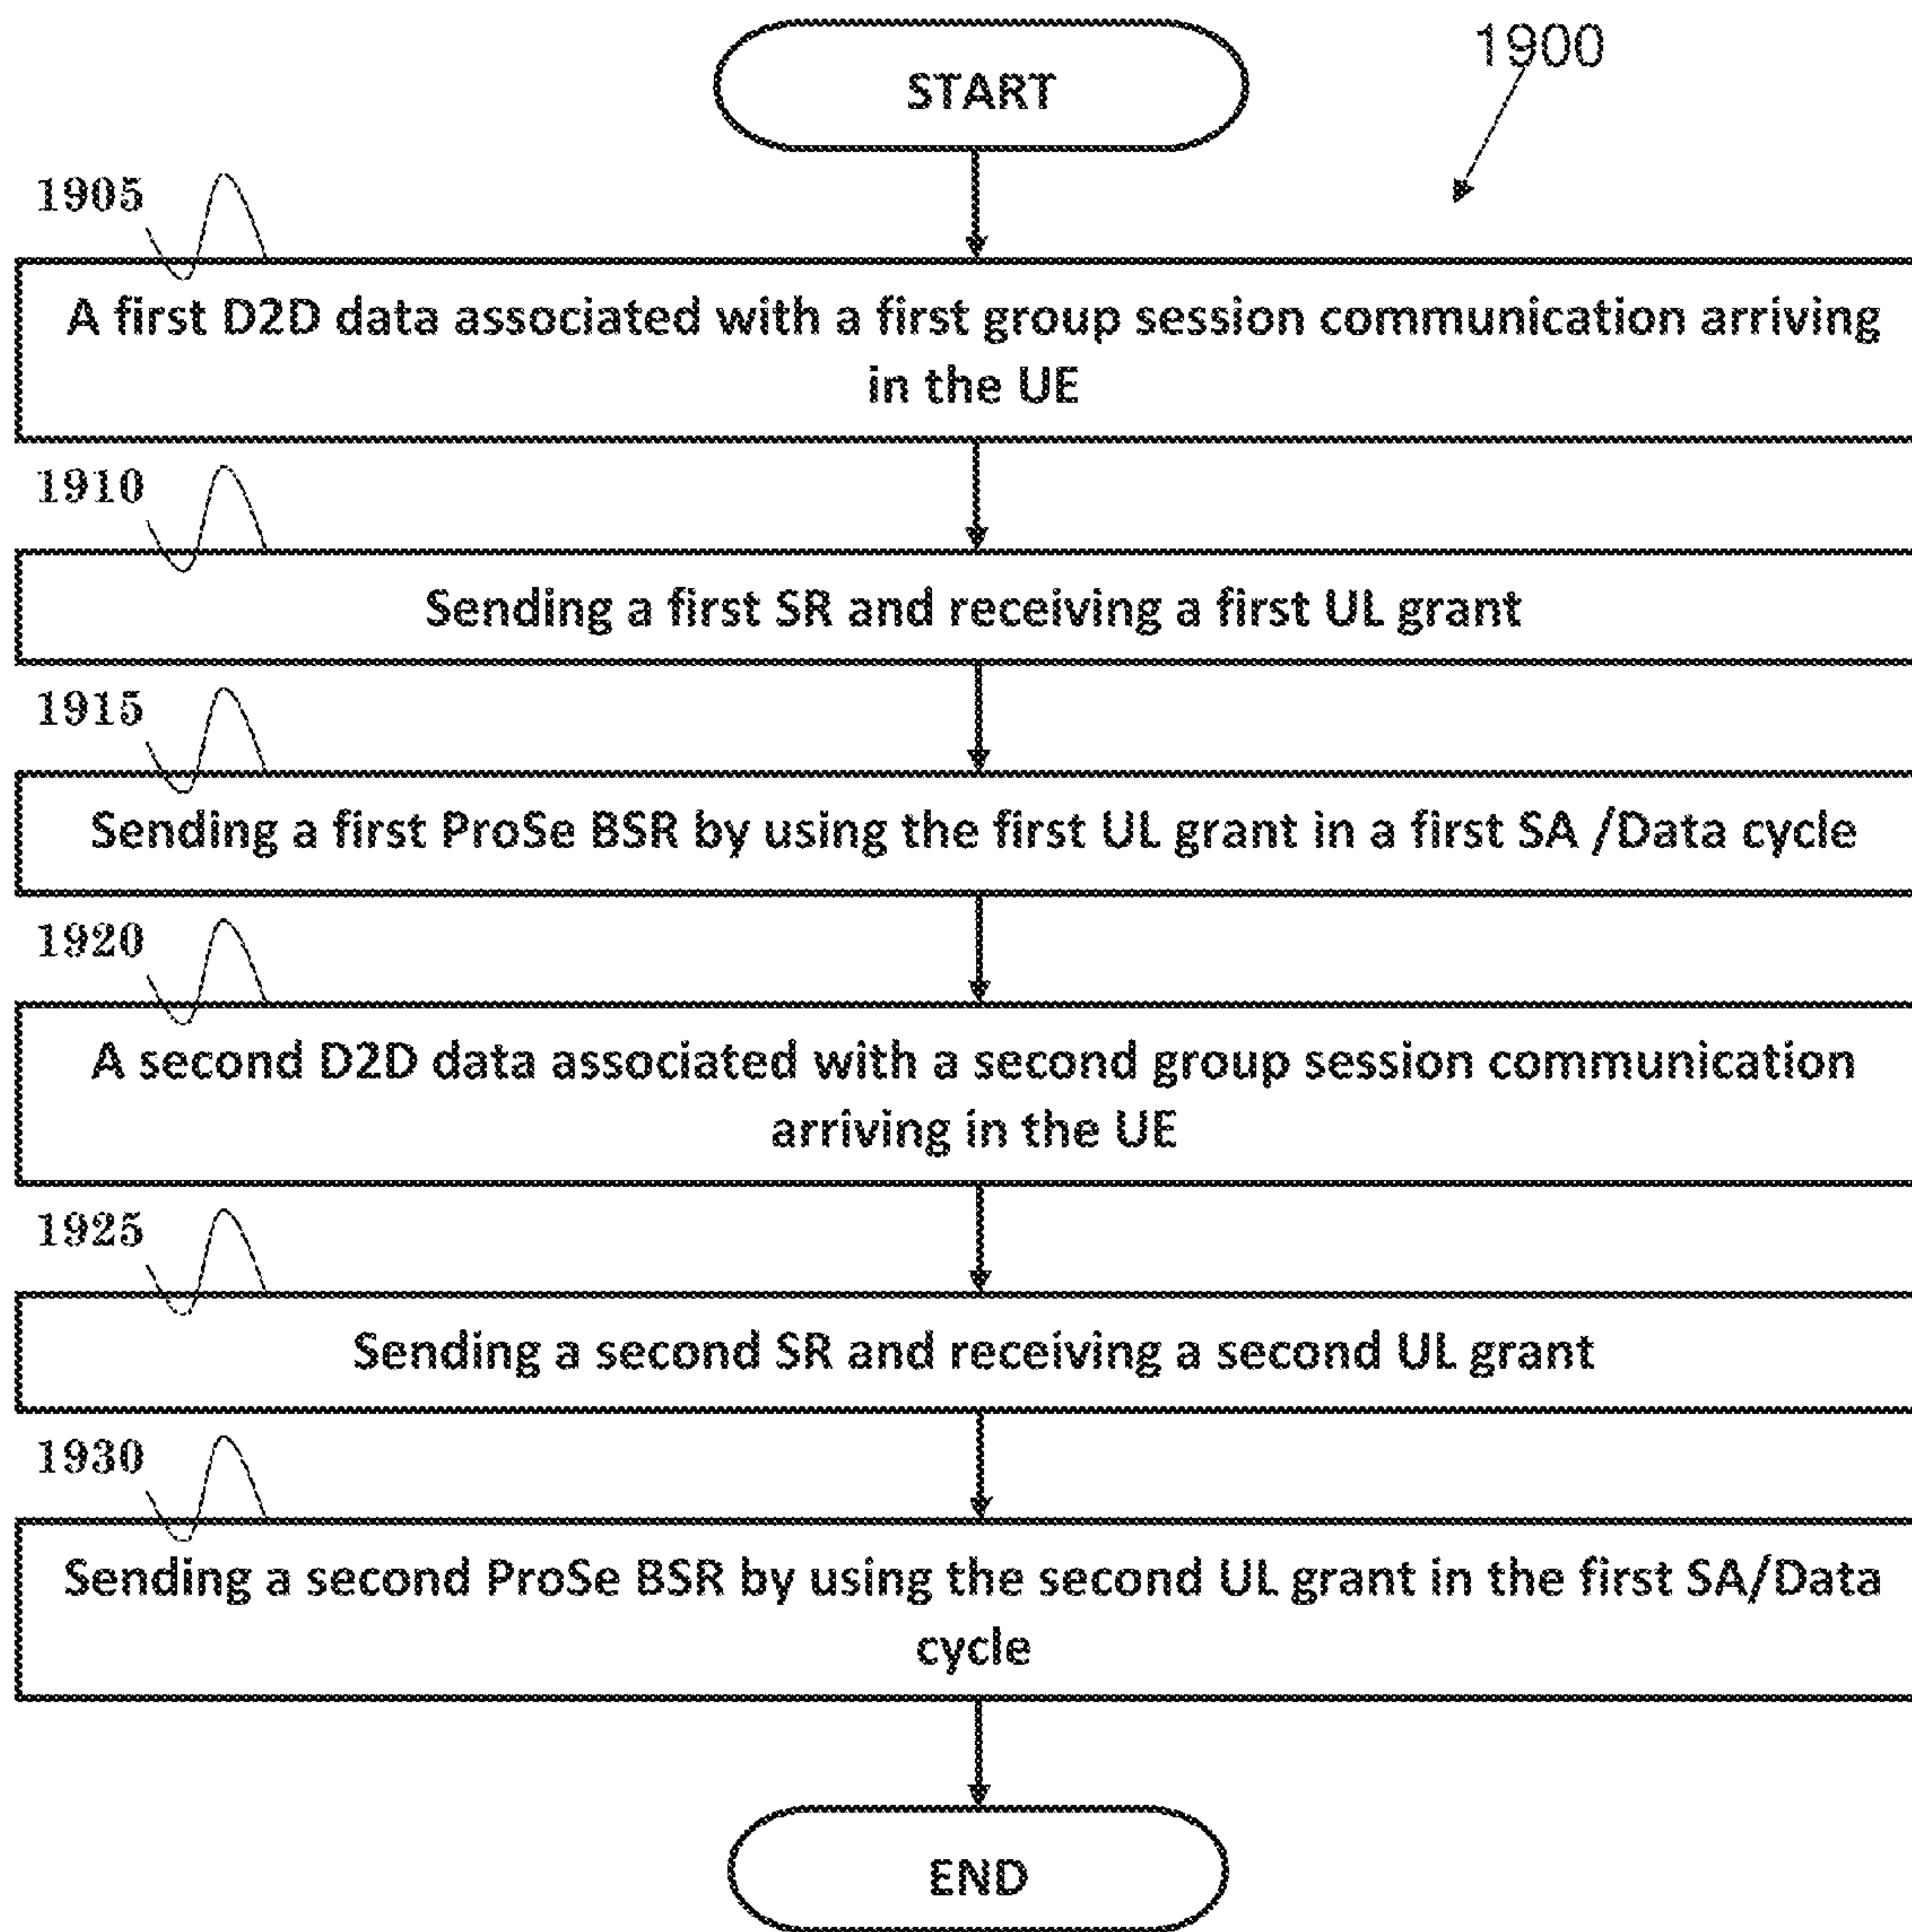 START
1900
1905
A first D2D data associated with a first group session communication arriving
in the UE
1910
Sending a first SR and receiving a first UL grant
1915
Sending a first ProSe BSR by using the first UL grant in a first SA /Data cycle
1920
A second D2D data associated with a second group session communication
arriving in the UE
1925
Sending a second SR and receiving a second UL grant
1930
Sending a second ProSe BSR by using the second UL grant in the first SA/Data
cycle
END